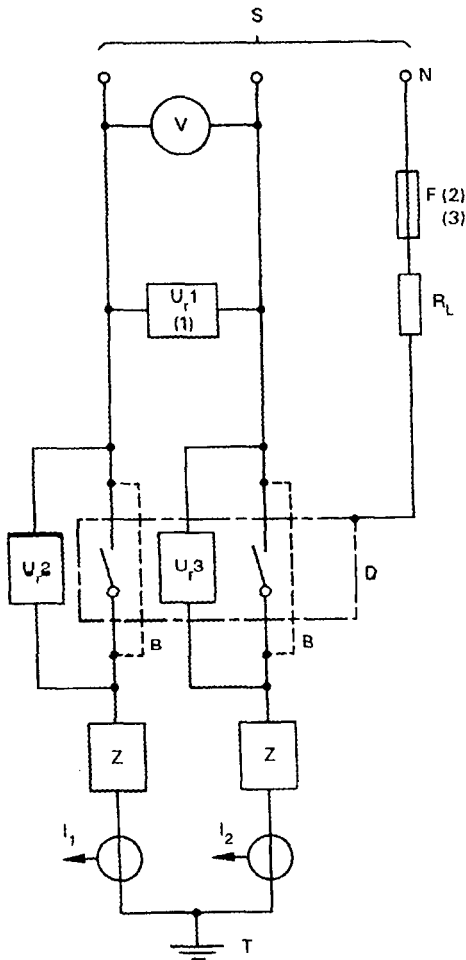 S
N
V
F (2)
(3)
U_r1
(1)
R_L
U_r2
U_r3
D
B
B
Z
Z
I_1
I_2
T